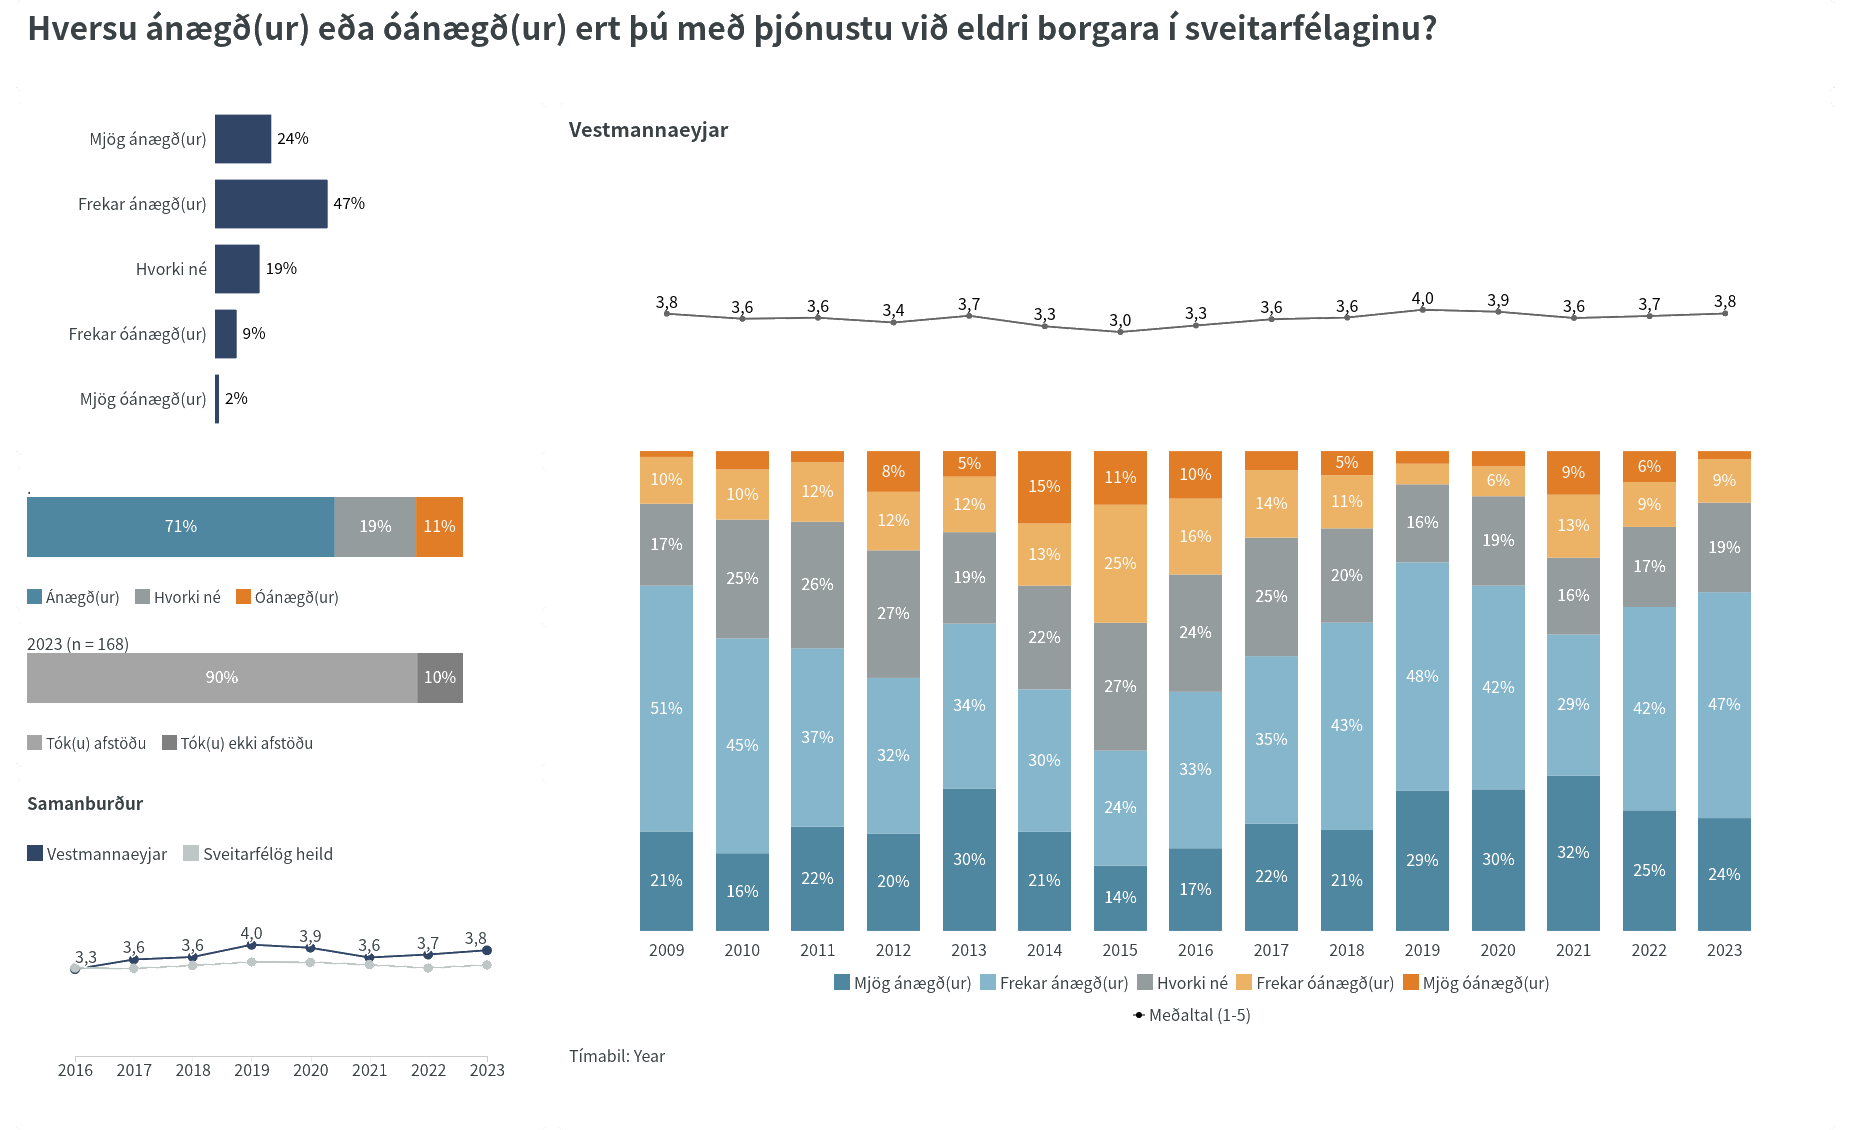 Hversu ánægð(ur) eða óánægð(ur) ert þú með þjónustu við eldri borgara í sveitarfélaginu?
Mjög ánægð(ur) 24%
Frekar ánægð(ur) 47%
Hvorki né 19%
Frekar óánægð(ur) 9%
Mjög óánægð(ur) 2%
.
71% 19% 11%
Ánægð(ur) Hvorki né Óánægð(ur)
2023 (n = 168)
90% 10%
Tók(u) afstöðu Tók(u) ekki afstöðu
Samanburður
Vestmannaeyjar Sveitarfélög heild
3,3 3,6 3,6 4,0 3,9 3,6 3,7 3,8
2016 2017 2018 2019 2020 2021 2022 2023
Vestmannaeyjar
3,8 3,6 3,6 3,4 3,7 3,3 3,0 3,3 3,6 3,6 4,0 3,9 3,6 3,7 3,8
8% 5% 15% 11% 10% 5% 9% 6%
10% 10% 12% 12% 12% 13% 25% 16% 14% 11% 6% 13% 9% 9%
17% 25% 26% 27% 19% 22% 27% 24% 25% 20% 16% 19% 16% 17% 19%
51% 45% 37% 32% 34% 30% 24% 33% 35% 43% 48% 42% 29% 42% 47%
21% 16% 22% 20% 30% 21% 14% 17% 22% 21% 29% 30% 32% 25% 24%
2009 2010 2011 2012 2013 2014 2015 2016 2017 2018 2019 2020 2021 2022 2023
Mjög ánægð(ur) Frekar ánægð(ur) Hvorki né Frekar óánægð(ur) Mjög óánægð(ur)
Meðaltal (1-5)
Tímabil: Year